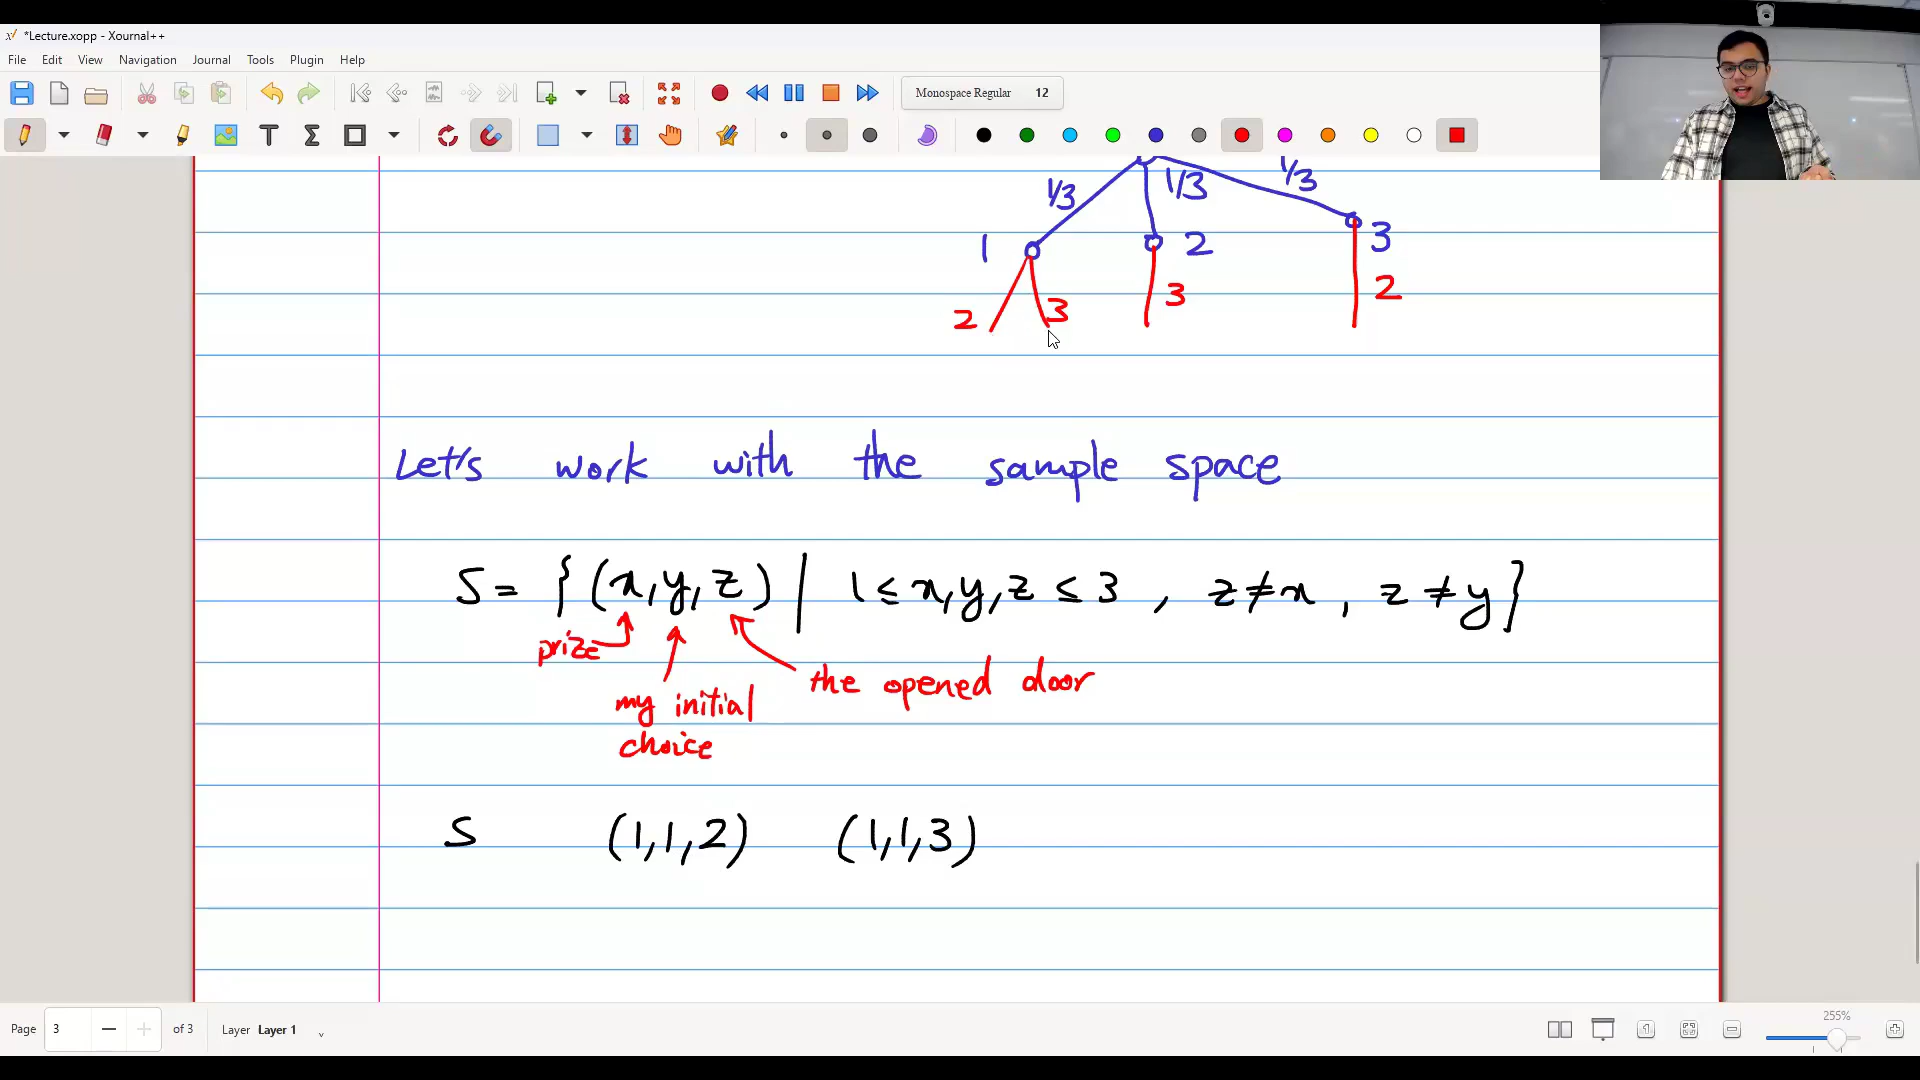 *Lecture.xopp - Xournal++
File Edit View Navigation Journal Tools Plugin Help
Monospace Regular 12
1/3 1/3 1/3
1 2 3
2 3 3 2
Let's work with the sample space
S = {(x,y,z) | 1 ≤ x,y,z ≤ 3 , z≠x , z≠y}
prize
my initial choice
the opened door
S (1,1,2) (1,1,3)
Page 3 of 3 Layer Layer 1
255%